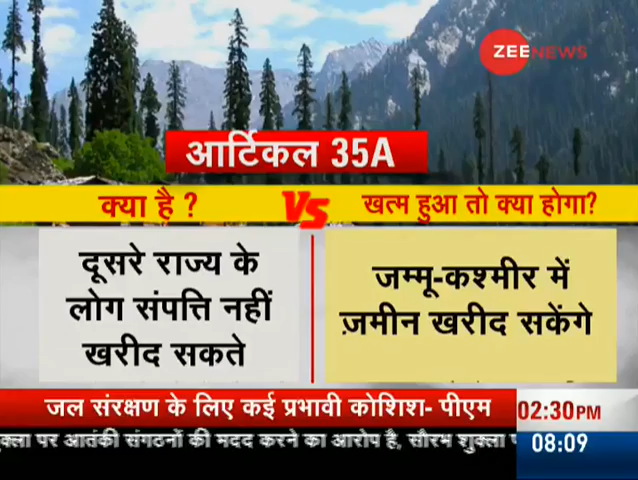 ZEE NEWS
आर्टिकल 35A
क्या है ?
VS
खत्म हुआ तो क्या होगा?
दूसरे राज्य के
लोग संपत्ति नहीं
खरीद सकते
जम्मू-कश्मीर में
ज़मीन खरीद सकेंगे
जल संरक्षण के लिए कई प्रभावी कोशिश- पीएम
02:30PM
पर आतंकी संगठनों की मदद करने का आरोप है, सौरभ शुक्ला
08:09